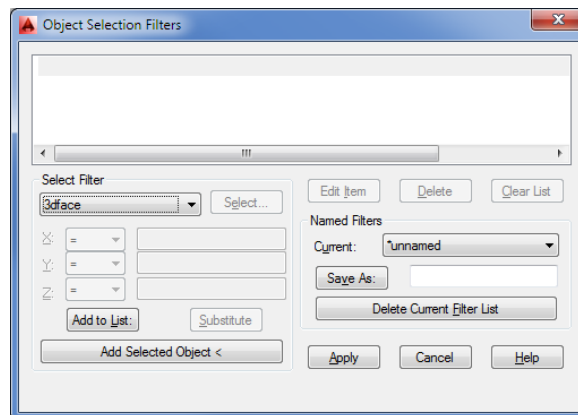 Object Selection Filters
Select Filter
3dface
Select...
X: =
Y: =
Z: =
Add to List:
Substitute
Add Selected Object <
Edit Item
Delete
Clear List
Named Filters
Current: *unnamed
Save As:
Delete Current Filter List
Apply
Cancel
Help